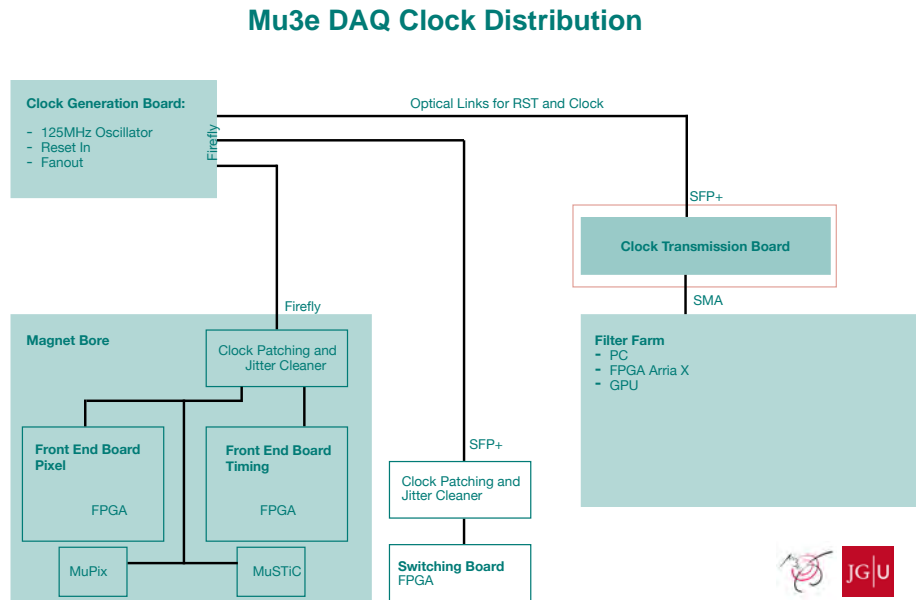 Mu3e DAQ Clock Distribution
Clock Generation Board:
- 125MHz Oscillator
- Reset In
- Fanout
Firefly
Optical Links for RST and Clock
SFP+
Clock Transmission Board
SMA
Filter Farm
- PC
- FPGA Arria X
- GPU
Firefly
Magnet Bore
Clock Patching and
Jitter Cleaner
Front End Board
Pixel
FPGA
Front End Board
Timing
FPGA
MuPix
MuSTiC
SFP+
Clock Patching and
Jitter Cleaner
Switching Board
FPGA
JG|U